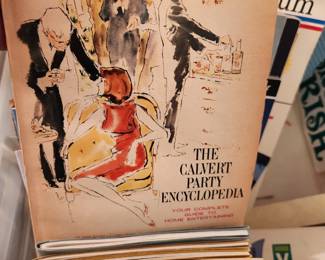 THE
CALVERT
PARTY
ENCYCLOPEDIA
YOUR COMPLETE
GUIDE TO
HOME ENTERTAINING
um
RISH